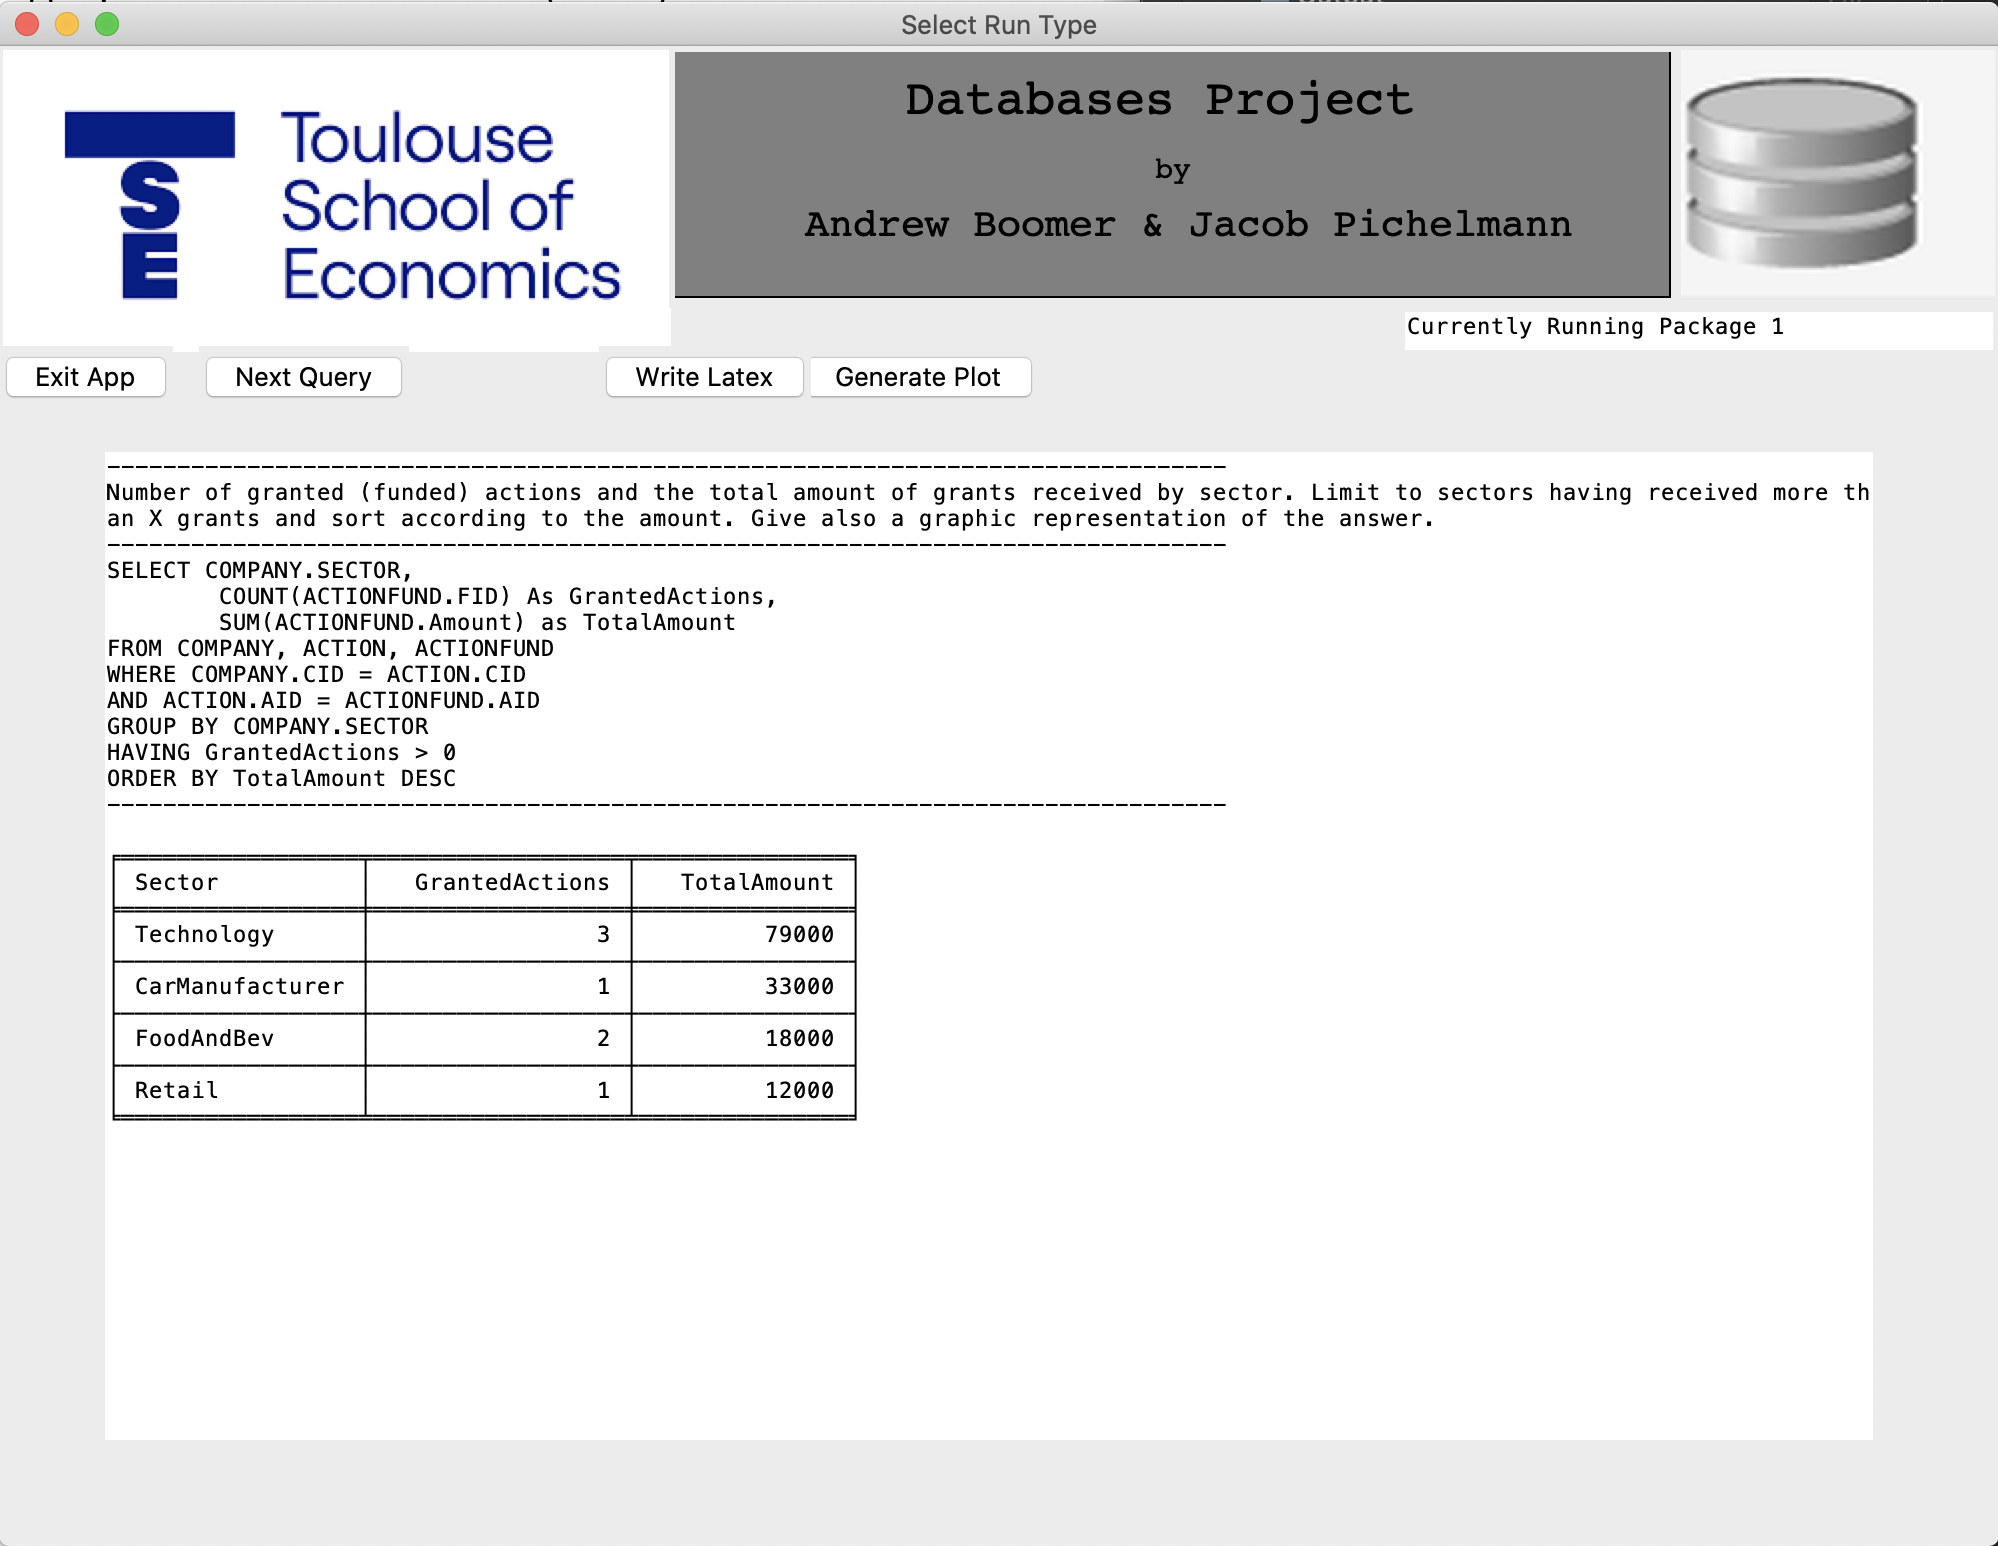 Select Run Type
TSE
Toulouse
School of
Economics
Databases Project
by
Andrew Boomer & Jacob Pichelmann
Currently Running Package 1
Exit App
Next Query
Write Latex
Generate Plot
--------------------------------------------------------------------------------
Number of granted (funded) actions and the total amount of grants received by sector. Limit to sectors having received more th
an X grants and sort according to the amount. Give also a graphic representation of the answer.
--------------------------------------------------------------------------------
SELECT COMPANY.SECTOR,
        COUNT(ACTIONFUND.FID) As GrantedActions,
        SUM(ACTIONFUND.Amount) as TotalAmount
FROM COMPANY, ACTION, ACTIONFUND
WHERE COMPANY.CID = ACTION.CID
AND ACTION.AID = ACTIONFUND.AID
GROUP BY COMPANY.SECTOR
HAVING GrantedActions > 0
ORDER BY TotalAmount DESC
--------------------------------------------------------------------------------
Sector GrantedActions TotalAmount
Technology 3 79000
CarManufacturer 1 33000
FoodAndBev 2 18000
Retail 1 12000